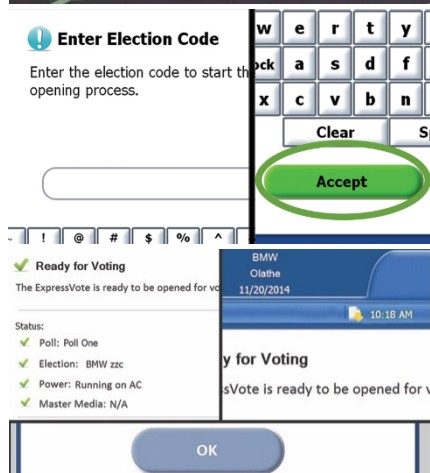 Enter Election Code
Enter the election code to start th
opening process.
w e r t y
ock a s d f
x c v b n
Clear
Accept
! @ # $ % ^
Ready for Voting
The ExpressVote is ready to be opened for vo
Status:
Poll: Poll One
Election: BMW zzc
Power: Running on AC
Master Media: N/A
BMW
Olathe
11/20/2014
10:18 AM
y for Voting
ssVote is ready to be opened for v
OK